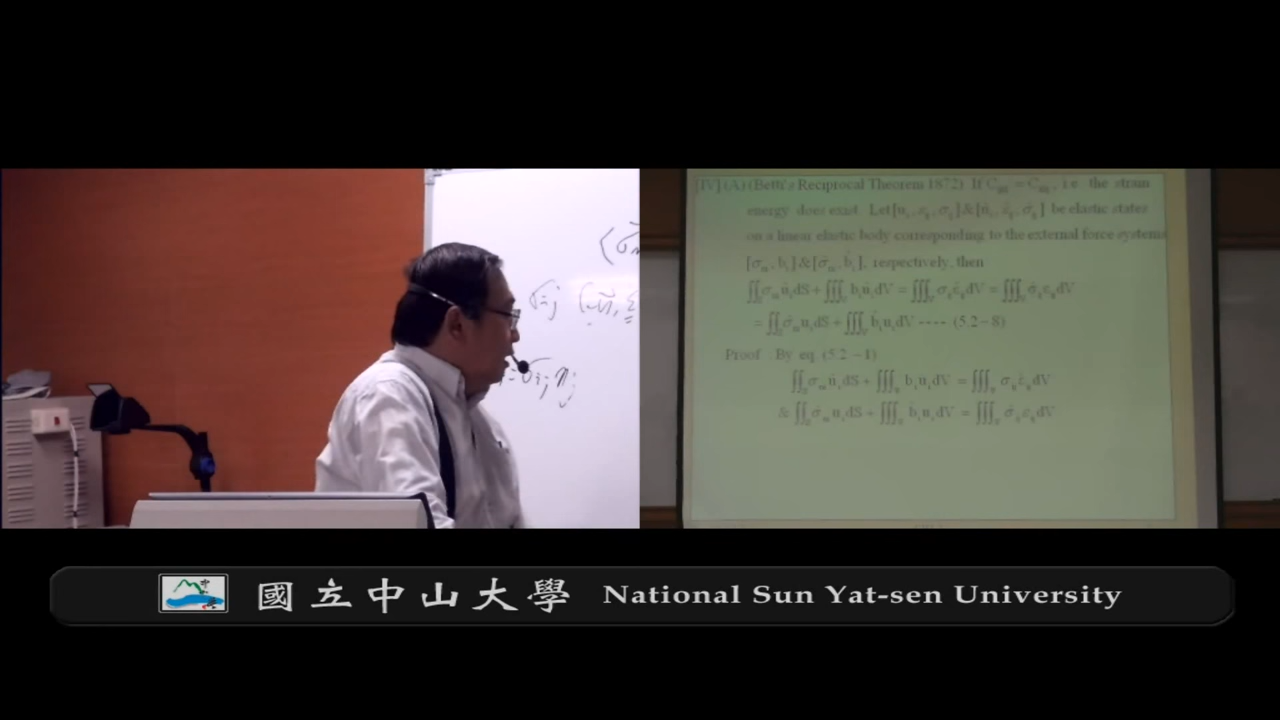 [IV] (A) (Betti's Reciprocal Theorem 1872) If C_ijkl = C_klij, i.e. the strain
energy does exist. Let [u_i, ε_ij, σ_ij] & [ũ_i, ε̃_ij, σ̃_ij] be elastic states
on a linear elastic body corresponding to the external force systems
[σ_ni, b_i] & [σ̃_ni, b̃_i], respectively, then
∬_S σ_ni ũ_i dS + ∭_V b_i ũ_i dV = ∭_V σ_ij ε̃_ij dV = ∭_V σ̃_ij ε_ij dV
= ∬_S σ̃_ni u_i dS + ∭_V b̃_i u_i dV ---- (5.2-8)
Proof : By eq. (5.2-1)
∬_S σ_ni ũ_i dS + ∭_V b_i ũ_i dV = ∭_V σ_ij ε̃_ij dV
& ∬_S σ̃_ni u_i dS + ∭_V b̃_i u_i dV = ∭_V σ̃_ij ε_ij dV
國立中山大學 National Sun Yat-sen University